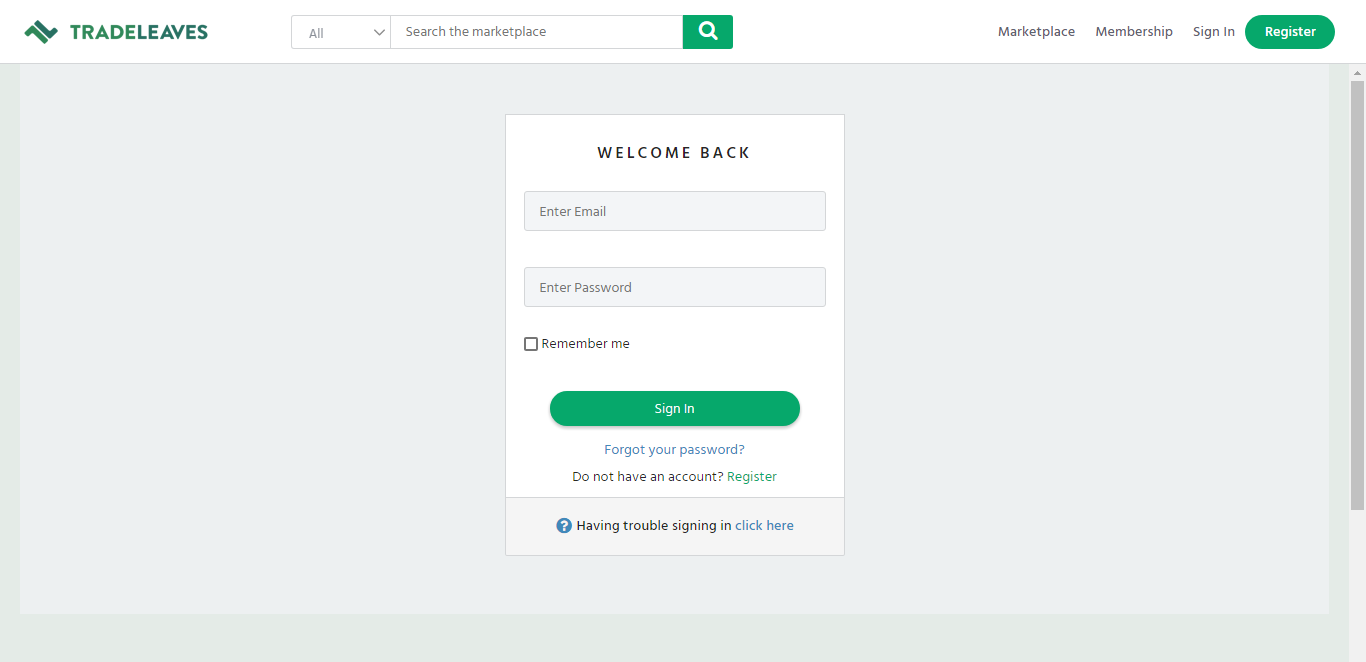 TRADELEAVES
All
Search the marketplace
Marketplace
Membership
Sign In
Register
WELCOME BACK
Enter Email
Enter Password
Remember me
Sign In
Forgot your password?
Do not have an account? Register
Having trouble signing in click here